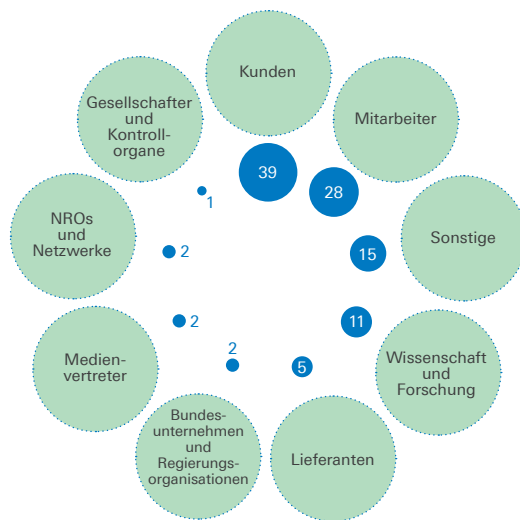 Kunden
39
Mitarbeiter
28
Sonstige
15
Wissenschaft
und
Forschung
11
Lieferanten
5
Bundes-
unternehmen
und
Regierungs-
organisationen
2
Medien-
vertreter
2
NROs
und
Netzwerke
2
Gesellschafter
und
Kontroll-
organe
1